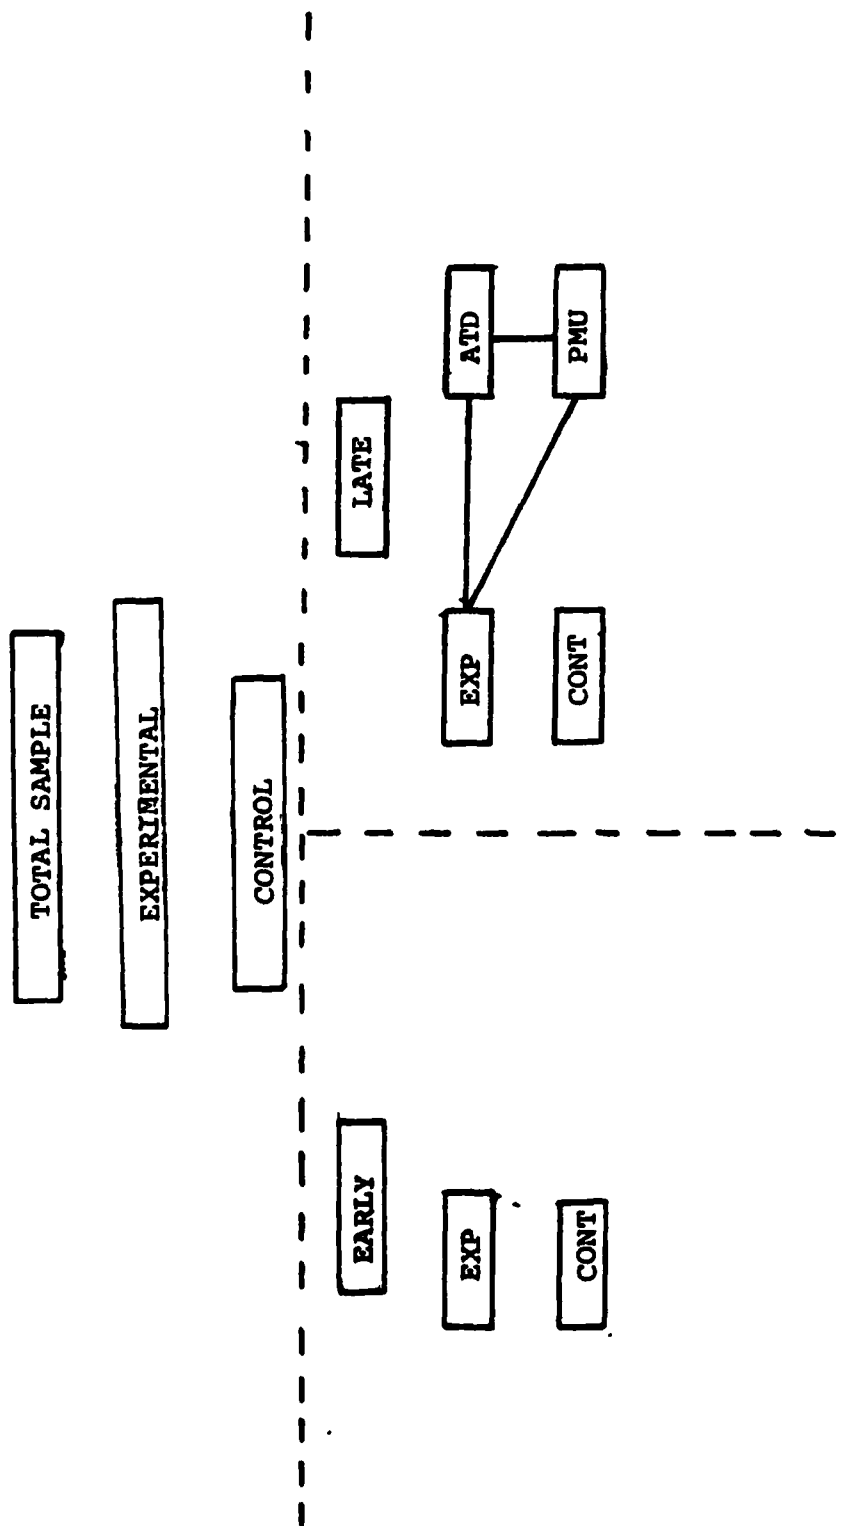 TOTAL SAMPLE
EXPERIMENTAL
CONTROL
EARLY
EXP
CONT
LATE
EXP
ATD
CONT
PMU